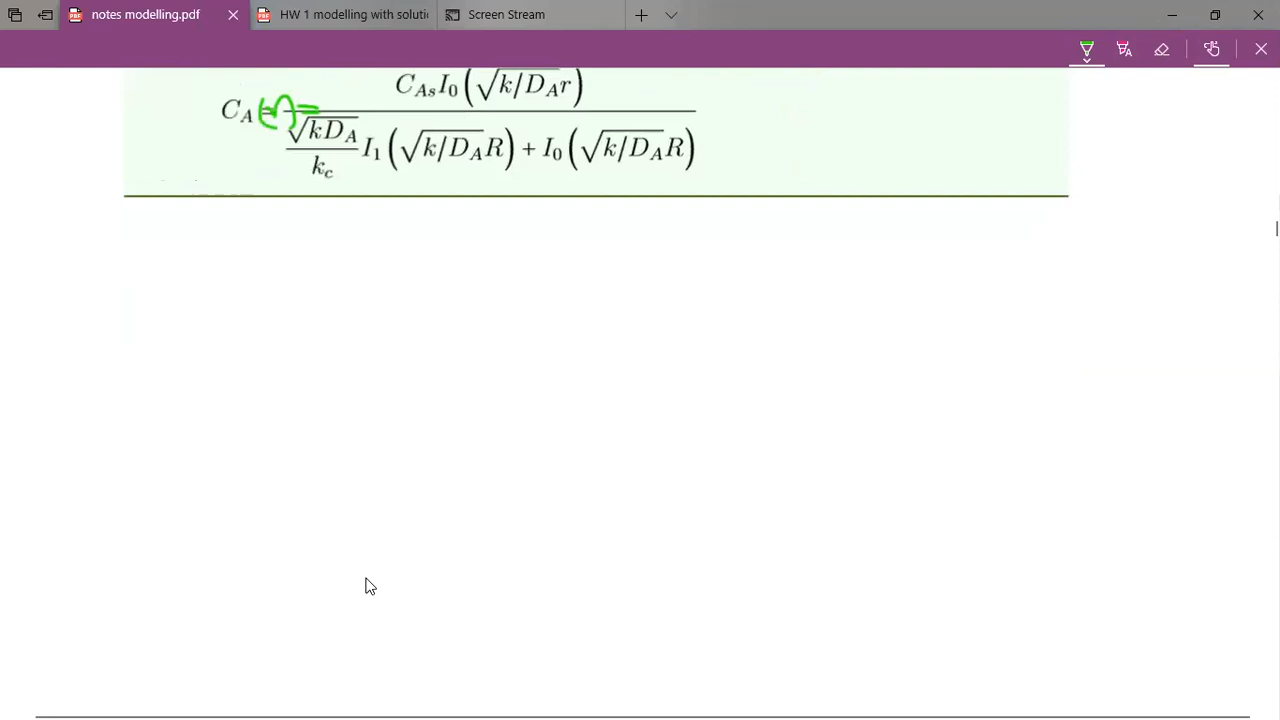 notes modelling.pdf
HW 1 modelling with soluti
Screen Stream
C_{As} I_0 (√k/D_A r)
C_A (r) =
√kD_A
I_1 (√k/D_A R) + I_0 (√k/D_A R)
k_c